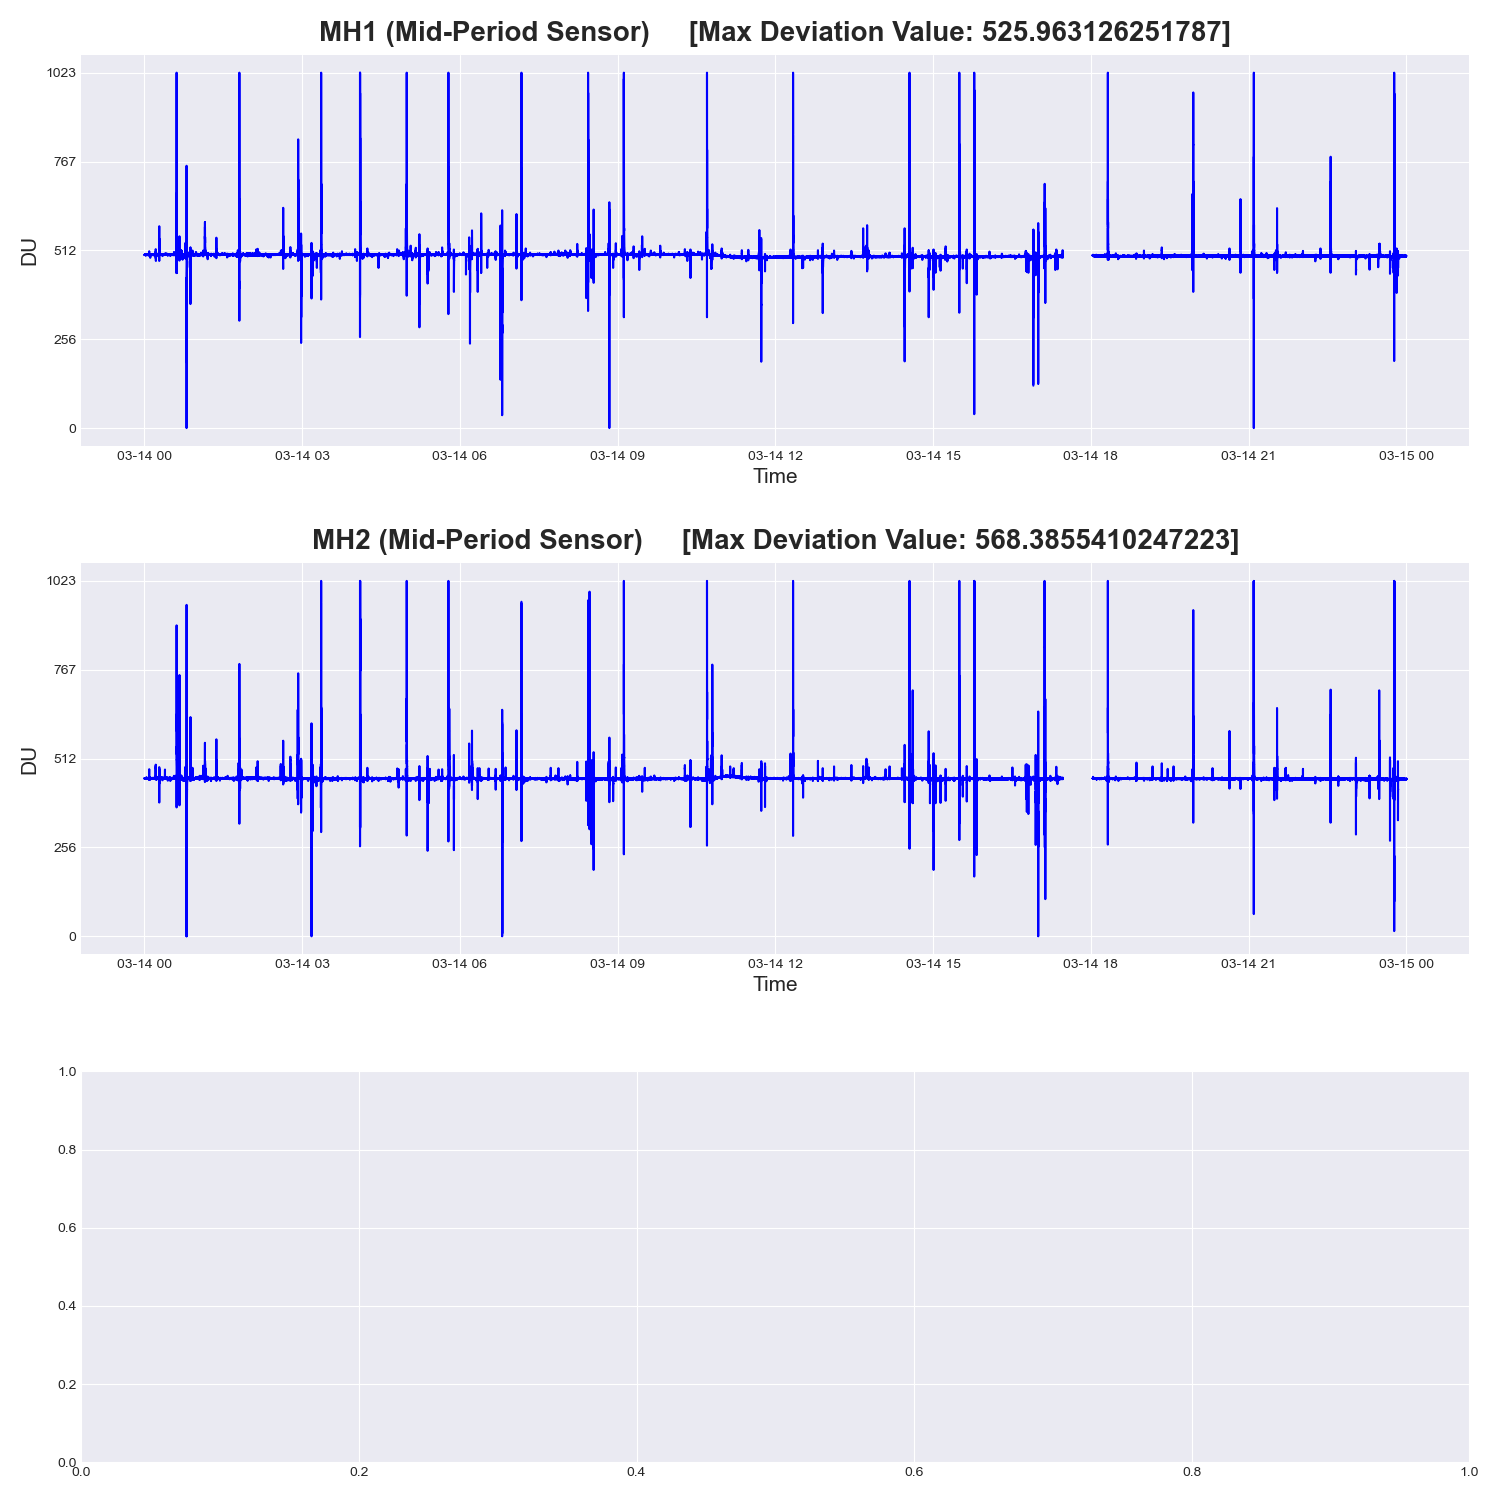 MH1 (Mid-Period Sensor) [Max Deviation Value: 525.963126251787]
1023
767
512
256
0
DU
03-14 00 03-14 03 03-14 06 03-14 09 03-14 12 03-14 15 03-14 18 03-14 21 03-15 00
Time
MH2 (Mid-Period Sensor) [Max Deviation Value: 568.3855410247223]
1023
767
512
256
0
DU
03-14 00 03-14 03 03-14 06 03-14 09 03-14 12 03-14 15 03-14 18 03-14 21 03-15 00
Time
1.0
0.8
0.6
0.4
0.2
0.0
0.0 0.2 0.4 0.6 0.8 1.0